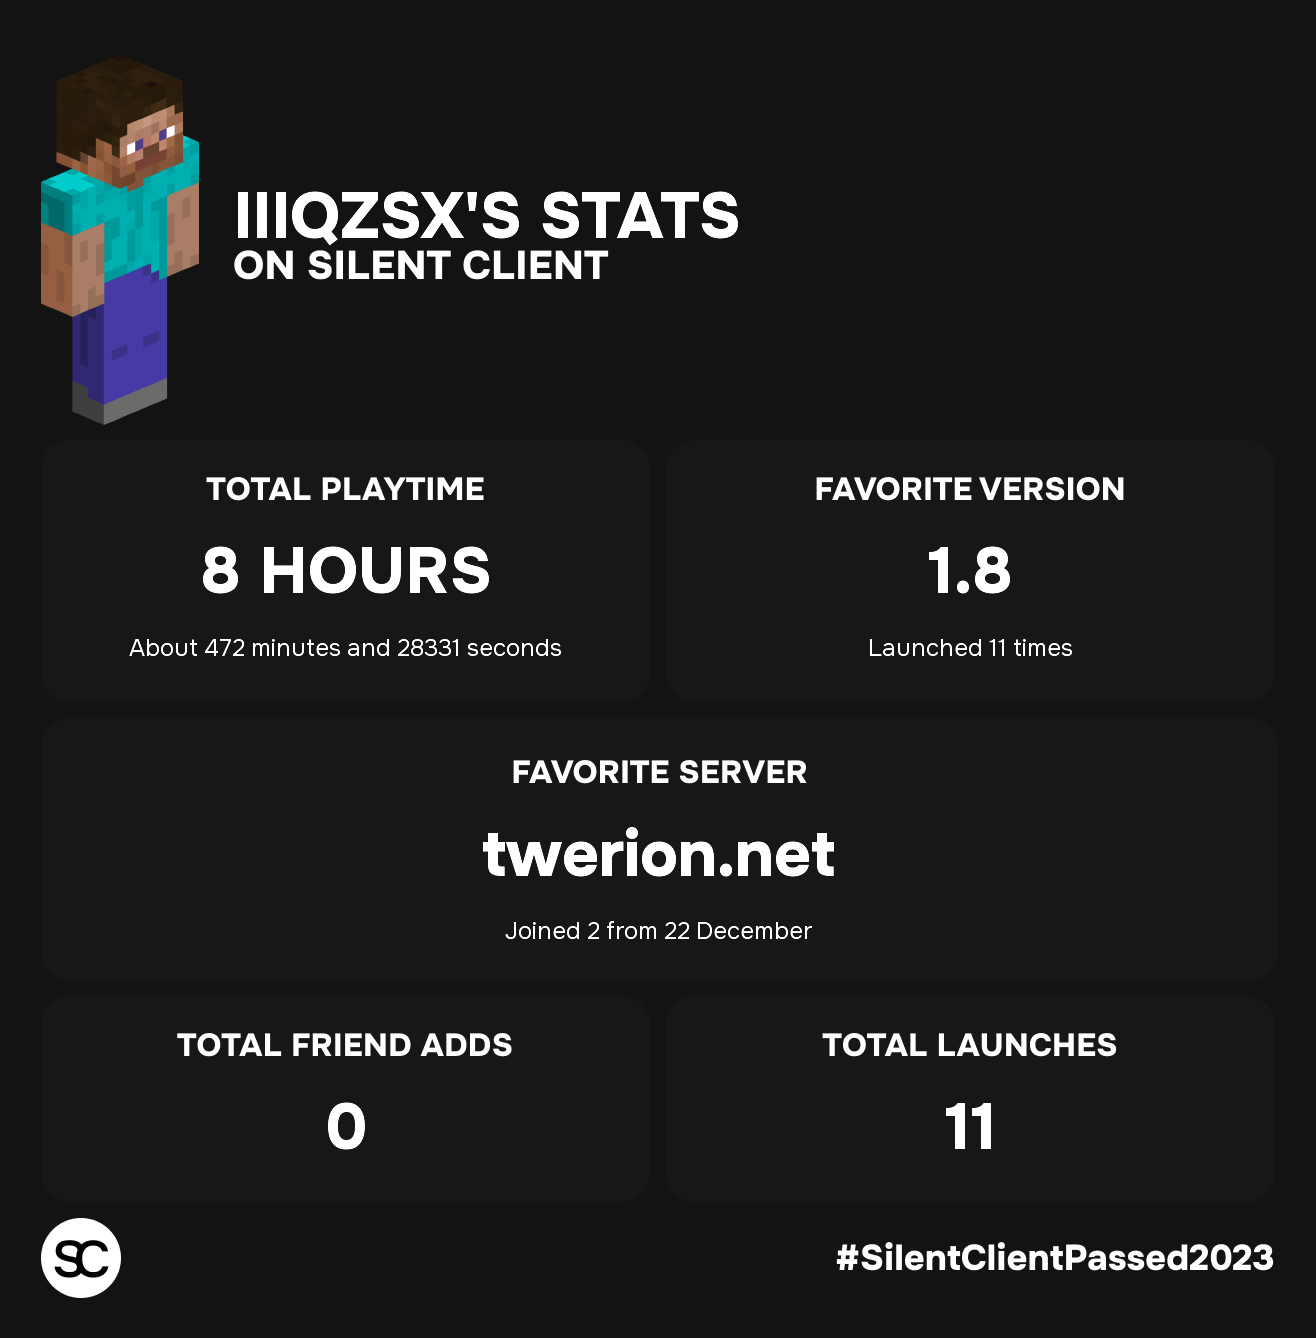 IIIQZSX'S STATS
ON SILENT CLIENT
TOTAL PLAYTIME
8 HOURS
About 472 minutes and 28331 seconds
FAVORITE VERSION
1.8
Launched 11 times
FAVORITE SERVER
twerion.net
Joined 2 from 22 December
TOTAL FRIEND ADDS
0
TOTAL LAUNCHES
11
SC
#SilentClientPassed2023